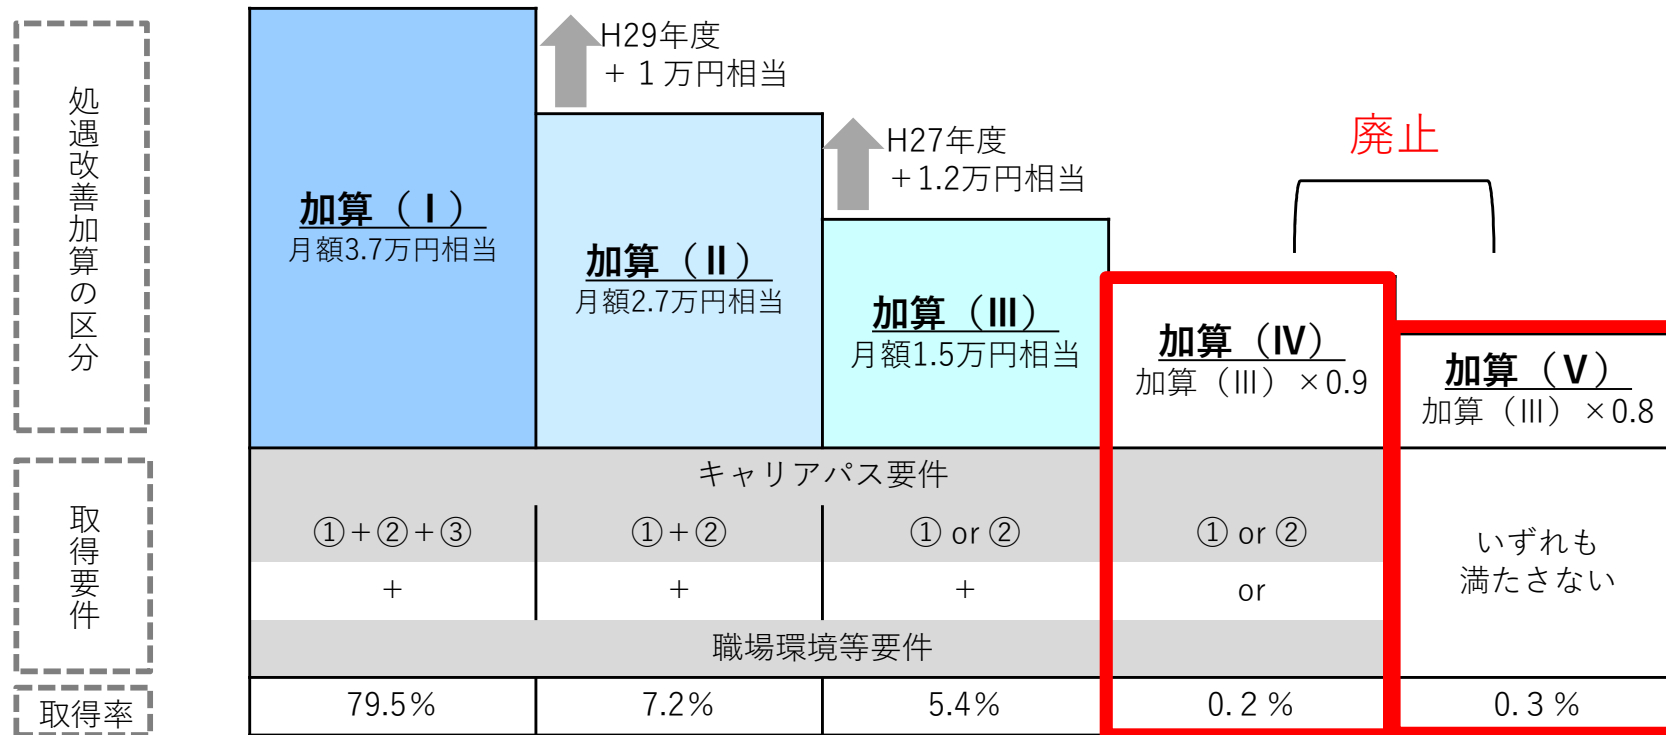 処遇改善加算の区分
H29年度
+１万円相当
H27年度
+1.2万円相当
廃止
加算（Ⅰ）
月額3.7万円相当
加算（Ⅱ）
月額2.7万円相当
加算（Ⅲ）
月額1.5万円相当
加算（Ⅳ）
加算（Ⅲ）×0.9
加算（Ⅴ）
加算（Ⅲ）×0.8
取得要件
キャリアパス要件
①+②+③
①+②
① or ②
① or ②
いずれも
満たさない
+
+
+
or
職場環境等要件
取得率
79.5%
7.2%
5.4%
0.2％
0.3％